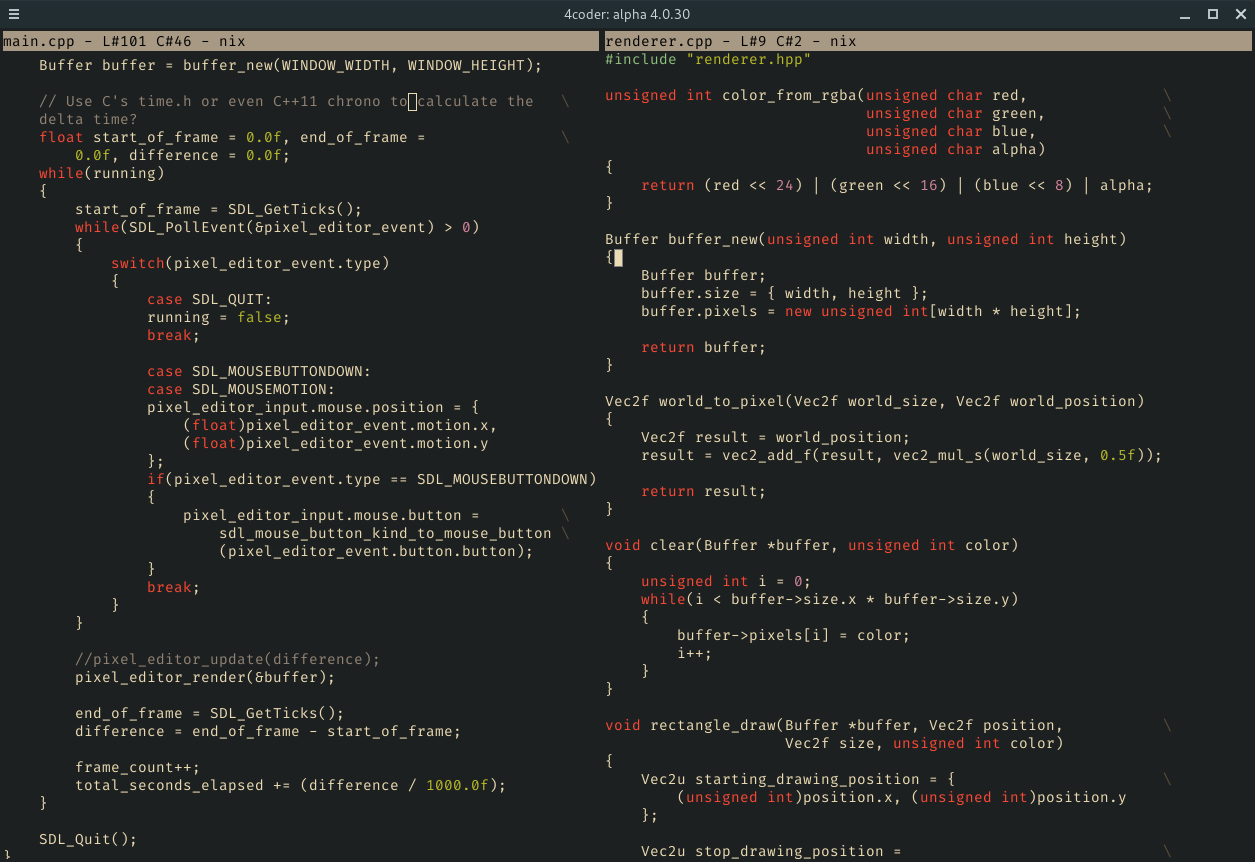 4coder: alpha 4.0.30
main.cpp - L#101 C#46 - nix
    Buffer buffer = buffer_new(WINDOW_WIDTH, WINDOW_HEIGHT);

    // Use C's time.h or even C++11 chrono to calculate the    \
    delta time?
    float start_of_frame = 0.0f, end_of_frame =    \
        0.0f, difference = 0.0f;
    while(running)
    {
        start_of_frame = SDL_GetTicks();
        while(SDL_PollEvent(&pixel_editor_event) > 0)
        {
            switch(pixel_editor_event.type)
            {
                case SDL_QUIT:
                running = false;
                break;

                case SDL_MOUSEBUTTONDOWN:
                case SDL_MOUSEMOTION:
                pixel_editor_input.mouse.position = {
                    (float)pixel_editor_event.motion.x,
                    (float)pixel_editor_event.motion.y
                };
                if(pixel_editor_event.type == SDL_MOUSEBUTTONDOWN)
                {
                    pixel_editor_input.mouse.button =    \
                        sdl_mouse_button_kind_to_mouse_button \
                        (pixel_editor_event.button.button);
                }
                break;
            }
        }

        //pixel_editor_update(difference);
        pixel_editor_render(&buffer);

        end_of_frame = SDL_GetTicks();
        difference = end_of_frame - start_of_frame;

        frame_count++;
        total_seconds_elapsed += (difference / 1000.0f);
    }

    SDL_Quit();
}
renderer.cpp - L#9 C#2 - nix
#include "renderer.hpp"

unsigned int color_from_rgba(unsigned char red,    \
                             unsigned char green,    \
                             unsigned char blue,    \
                             unsigned char alpha)
{
    return (red << 24) | (green << 16) | (blue << 8) | alpha;
}

Buffer buffer_new(unsigned int width, unsigned int height)
{
    Buffer buffer;
    buffer.size = { width, height };
    buffer.pixels = new unsigned int[width * height];

    return buffer;
}

Vec2f world_to_pixel(Vec2f world_size, Vec2f world_position)
{
    Vec2f result = world_position;
    result = vec2_add_f(result, vec2_mul_s(world_size, 0.5f));

    return result;
}

void clear(Buffer *buffer, unsigned int color)
{
    unsigned int i = 0;
    while(i < buffer->size.x * buffer->size.y)
    {
        buffer->pixels[i] = color;
        i++;
    }
}

void rectangle_draw(Buffer *buffer, Vec2f position,    \
                    Vec2f size, unsigned int color)
{
    Vec2u starting_drawing_position = {    \
        (unsigned int)position.x, (unsigned int)position.y
    };

    Vec2u stop_drawing_position =    \